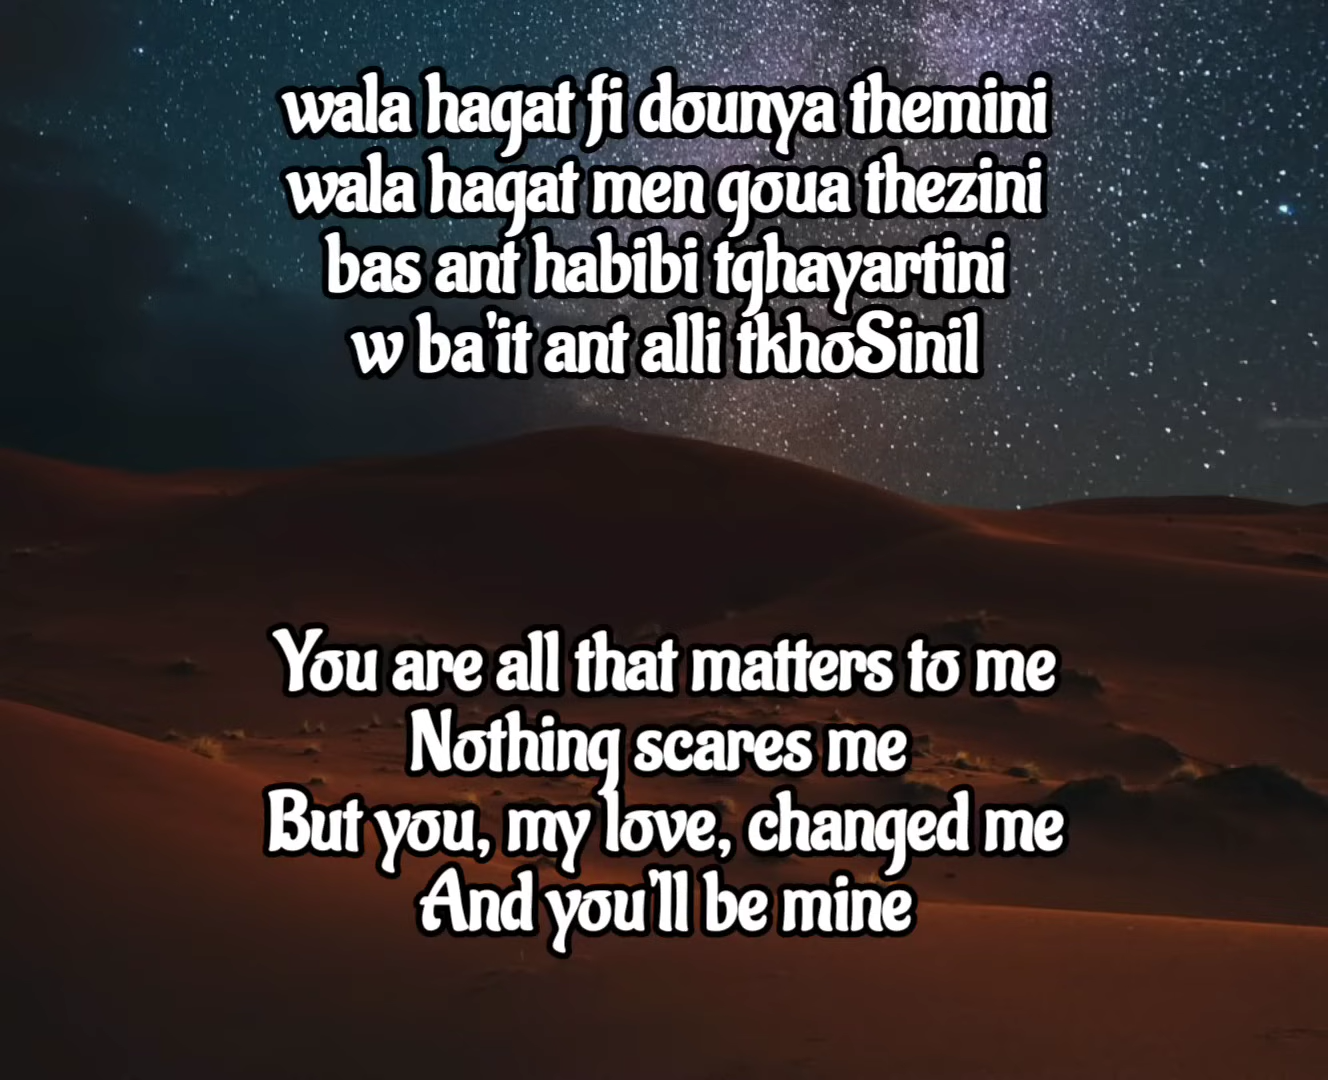 wala hagat fi dounya themini
wala hagat men goua thezini
bas ant habibi tghayartini
w ba'it ant alli tkhoSinil
You are all that matters to me
Nothing scares me
But you, my love, changed me
And you'll be mine